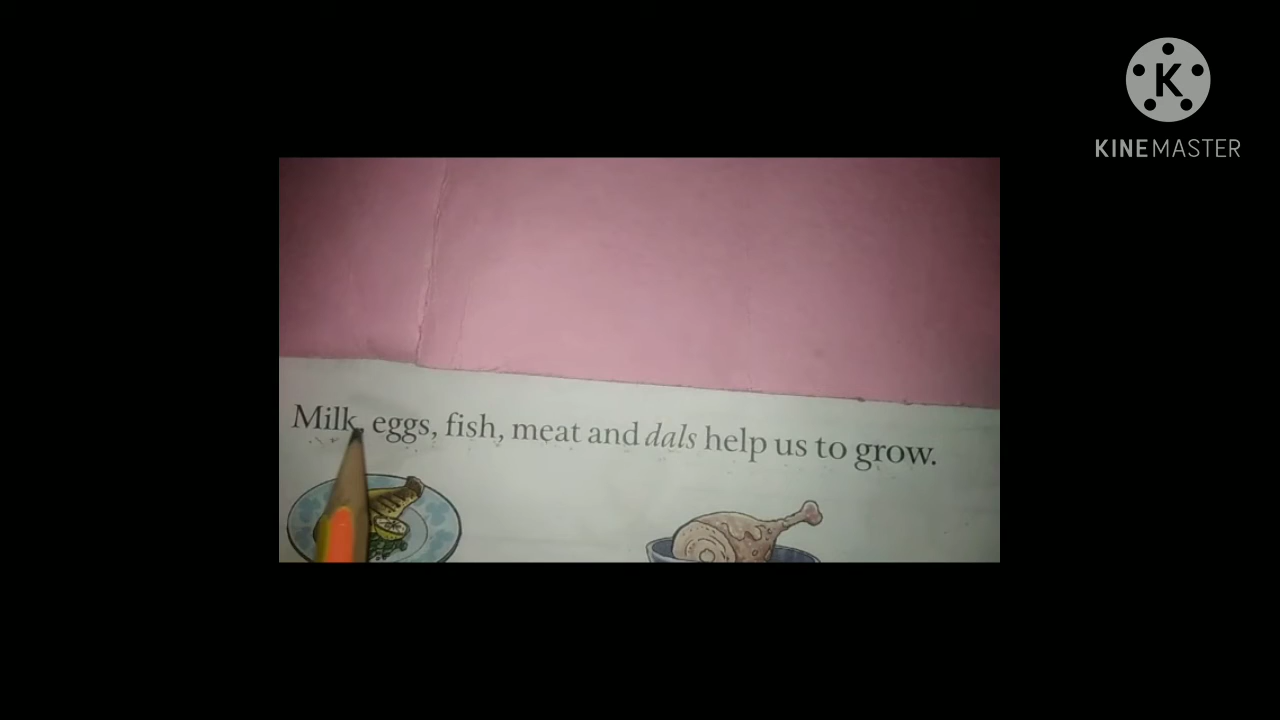 KINEMASTER
Milk, eggs, fish, meat and dals help us to grow.